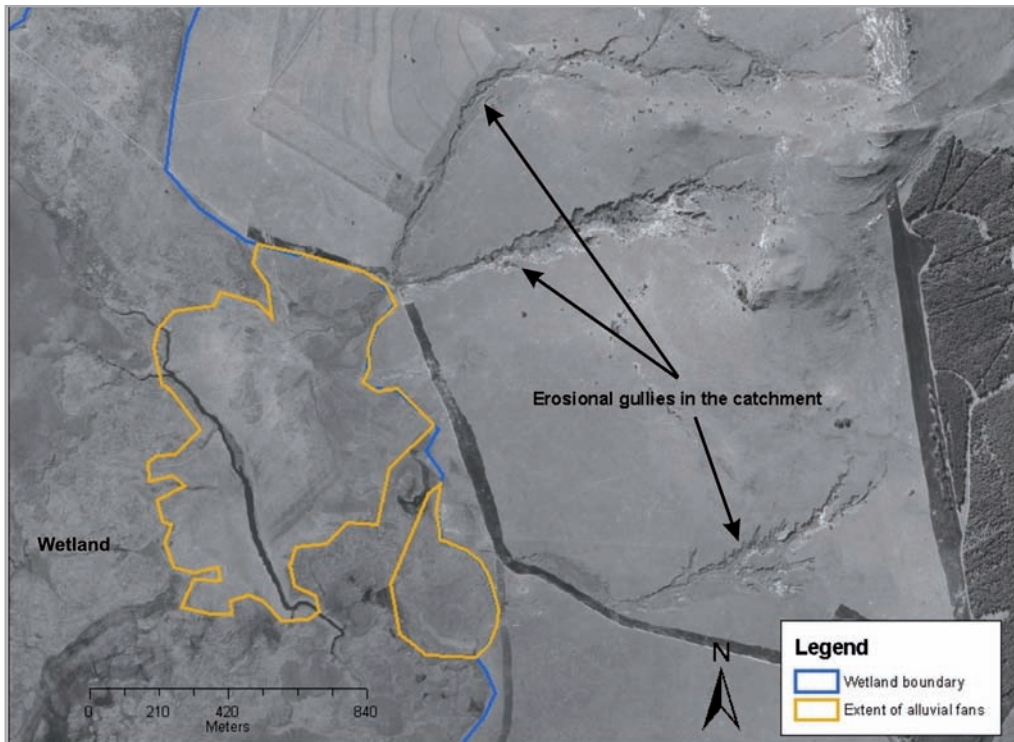 Erosional gullies in the catchment
Wetland
N
Legend
Wetland boundary
Extent of alluvial fans
0 210 420 840
Meters